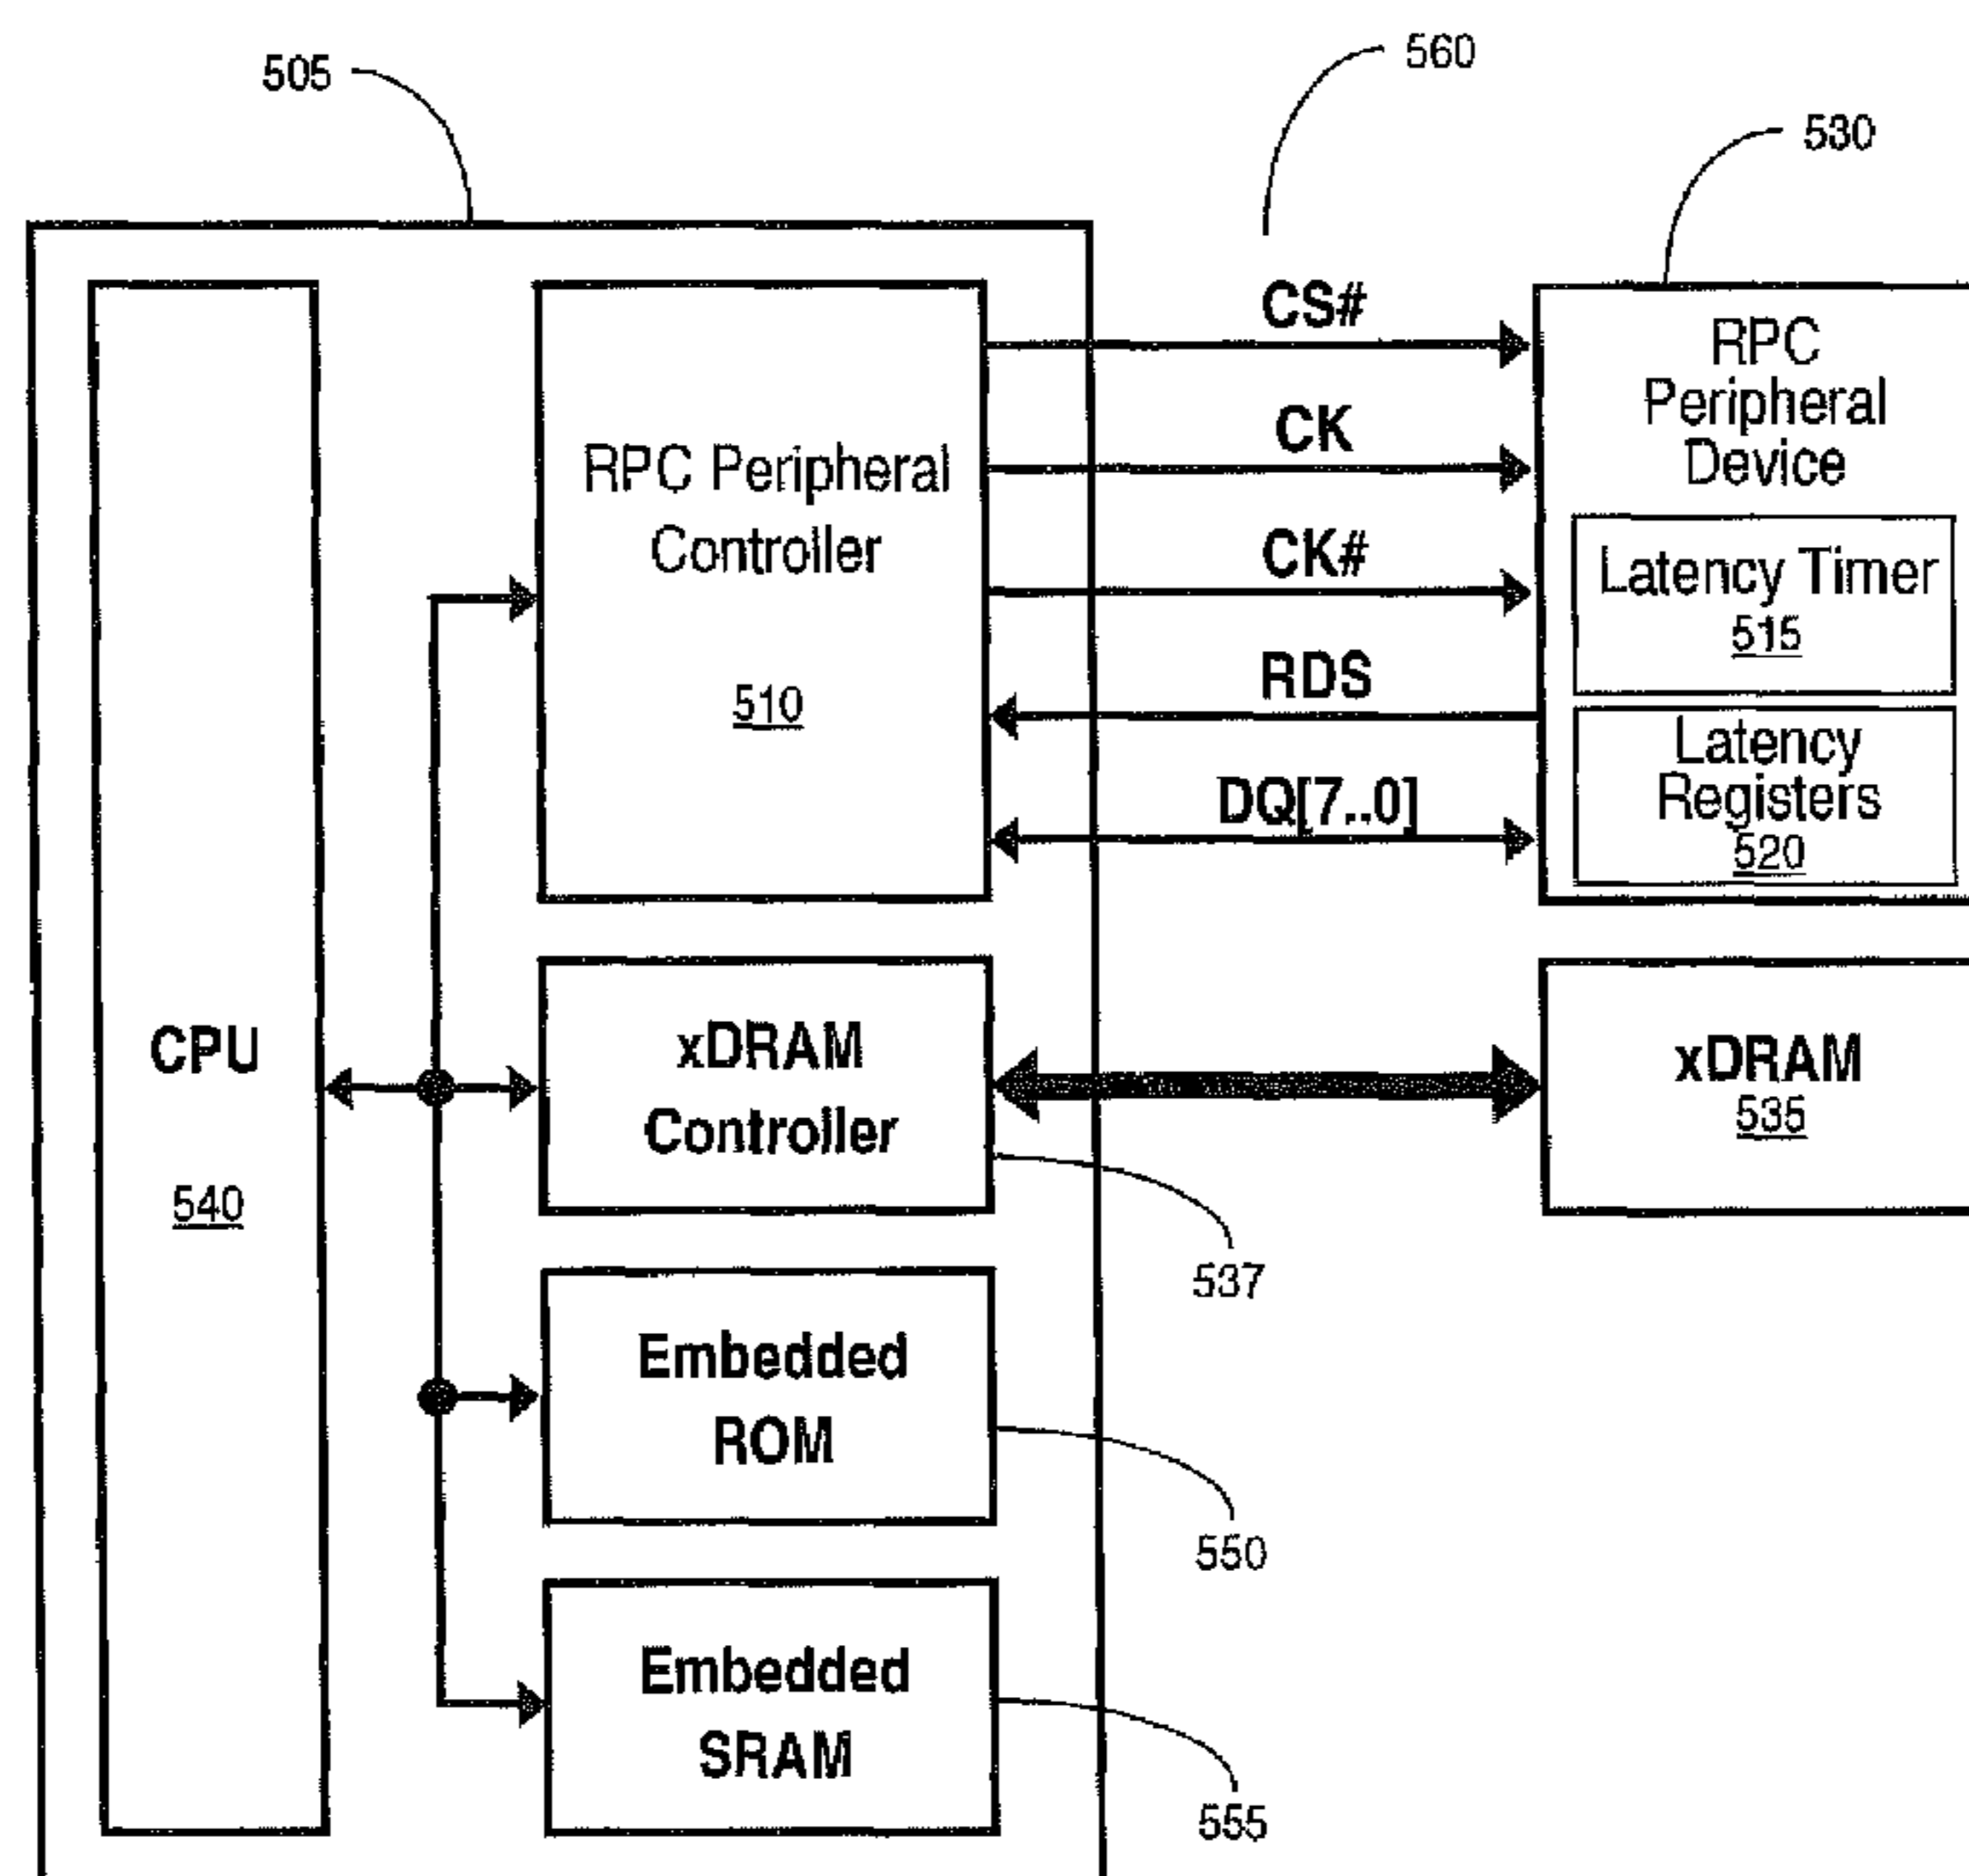 505
560
530
CS#
CK
CK#
RDS
DQ[7..0]
RPC Peripheral
Controller
510
RPC
Peripheral
Device
Latency Timer
515
Latency
Registers
520
CPU
540
xDRAM
Controller
xDRAM
535
537
Embedded
ROM
550
Embedded
SRAM
555